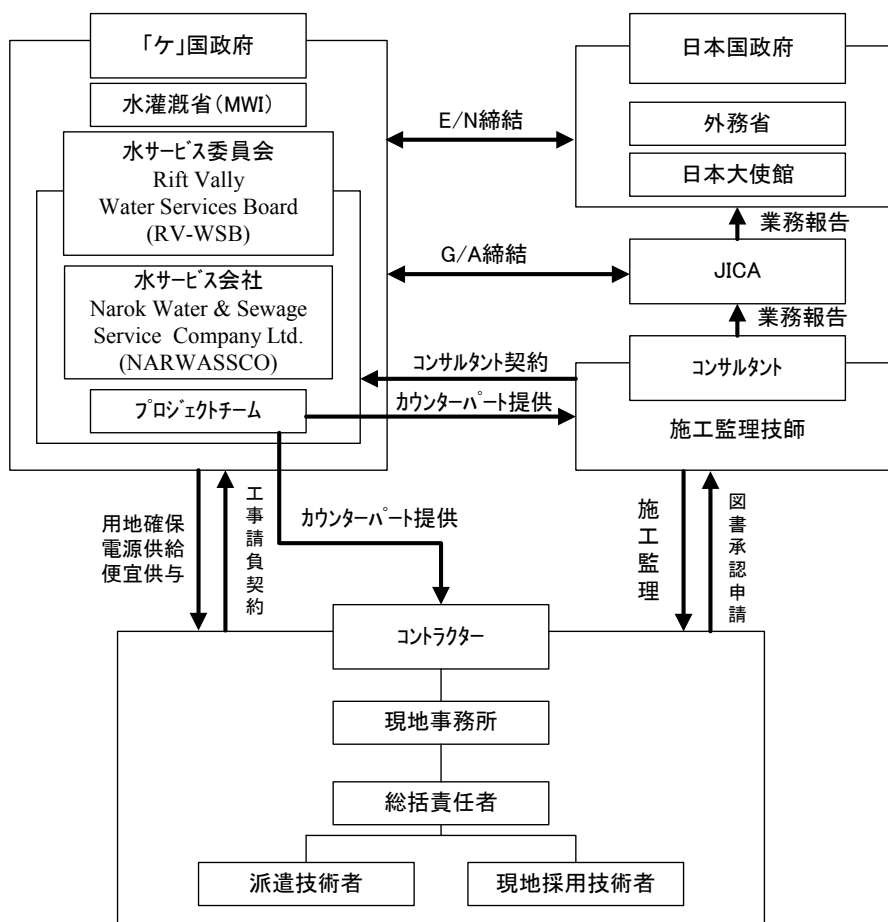 「ケ」国政府
水灌漑省(MWI)
水ｻｰﾋﾞｽ委員会
Rift Vally
Water Services Board
(RV-WSB)
水ｻｰﾋﾞｽ会社
Narok Water & Sewage
Service Company Ltd.
(NARWASSCO)
ﾌﾟﾛｼﾞｪｸﾄﾁｰﾑ
E/N締結
G/A締結
ｺﾝｻﾙﾀﾝﾄ契約
ｶｳﾝﾀｰﾊﾟｰﾄ提供
日本国政府
外務省
日本大使館
業務報告
JICA
業務報告
ｺﾝｻﾙﾀﾝﾄ
施工監理技師
用地確保
電源供給
便宜供与
工事請負契約
ｶｳﾝﾀｰﾊﾟｰﾄ提供
施工監理
図書承認申請
ｺﾝﾄﾗｸﾀｰ
現地事務所
総括責任者
派遣技術者
現地採用技術者